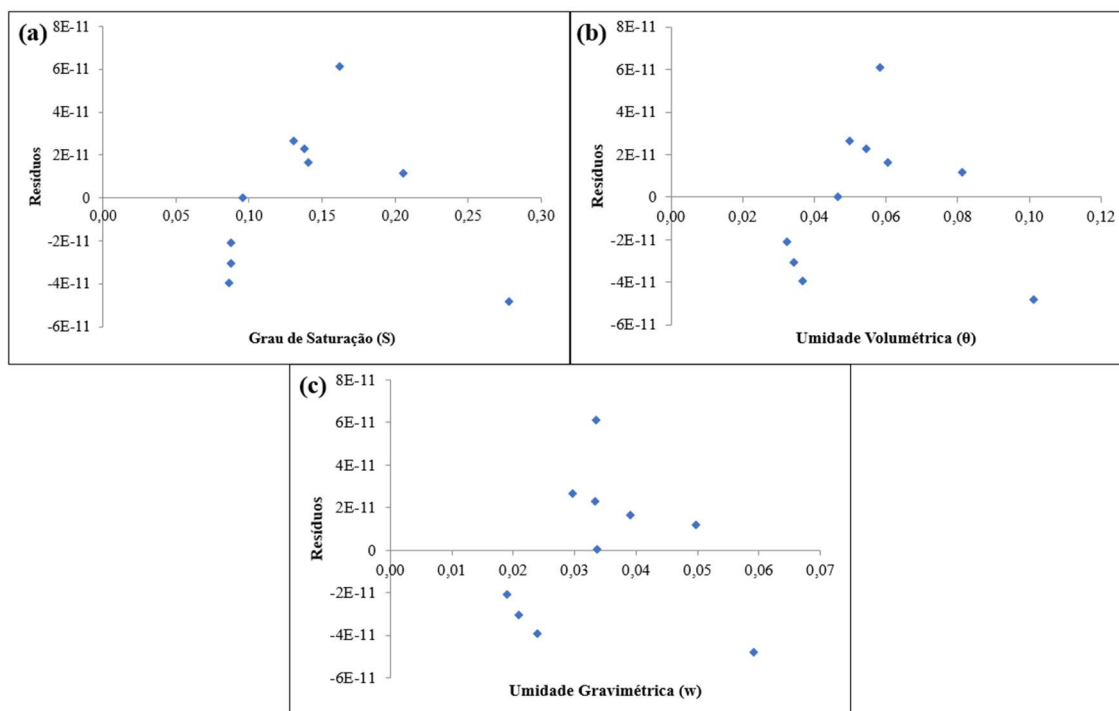 (a)
8E-11
6E-11
4E-11
2E-11
0
-2E-11
-4E-11
-6E-11
Resíduos
0,00 0,05 0,10 0,15 0,20 0,25 0,30
Grau de Saturação (S)
(b)
8E-11
6E-11
4E-11
2E-11
0
-2E-11
-4E-11
-6E-11
Resíduos
0,00 0,02 0,04 0,06 0,08 0,10 0,12
Umidade Volumétrica (θ)
(c)
8E-11
6E-11
4E-11
2E-11
0
-2E-11
-4E-11
-6E-11
Resíduos
0,00 0,01 0,02 0,03 0,04 0,05 0,06 0,07
Umidade Gravimétrica (w)